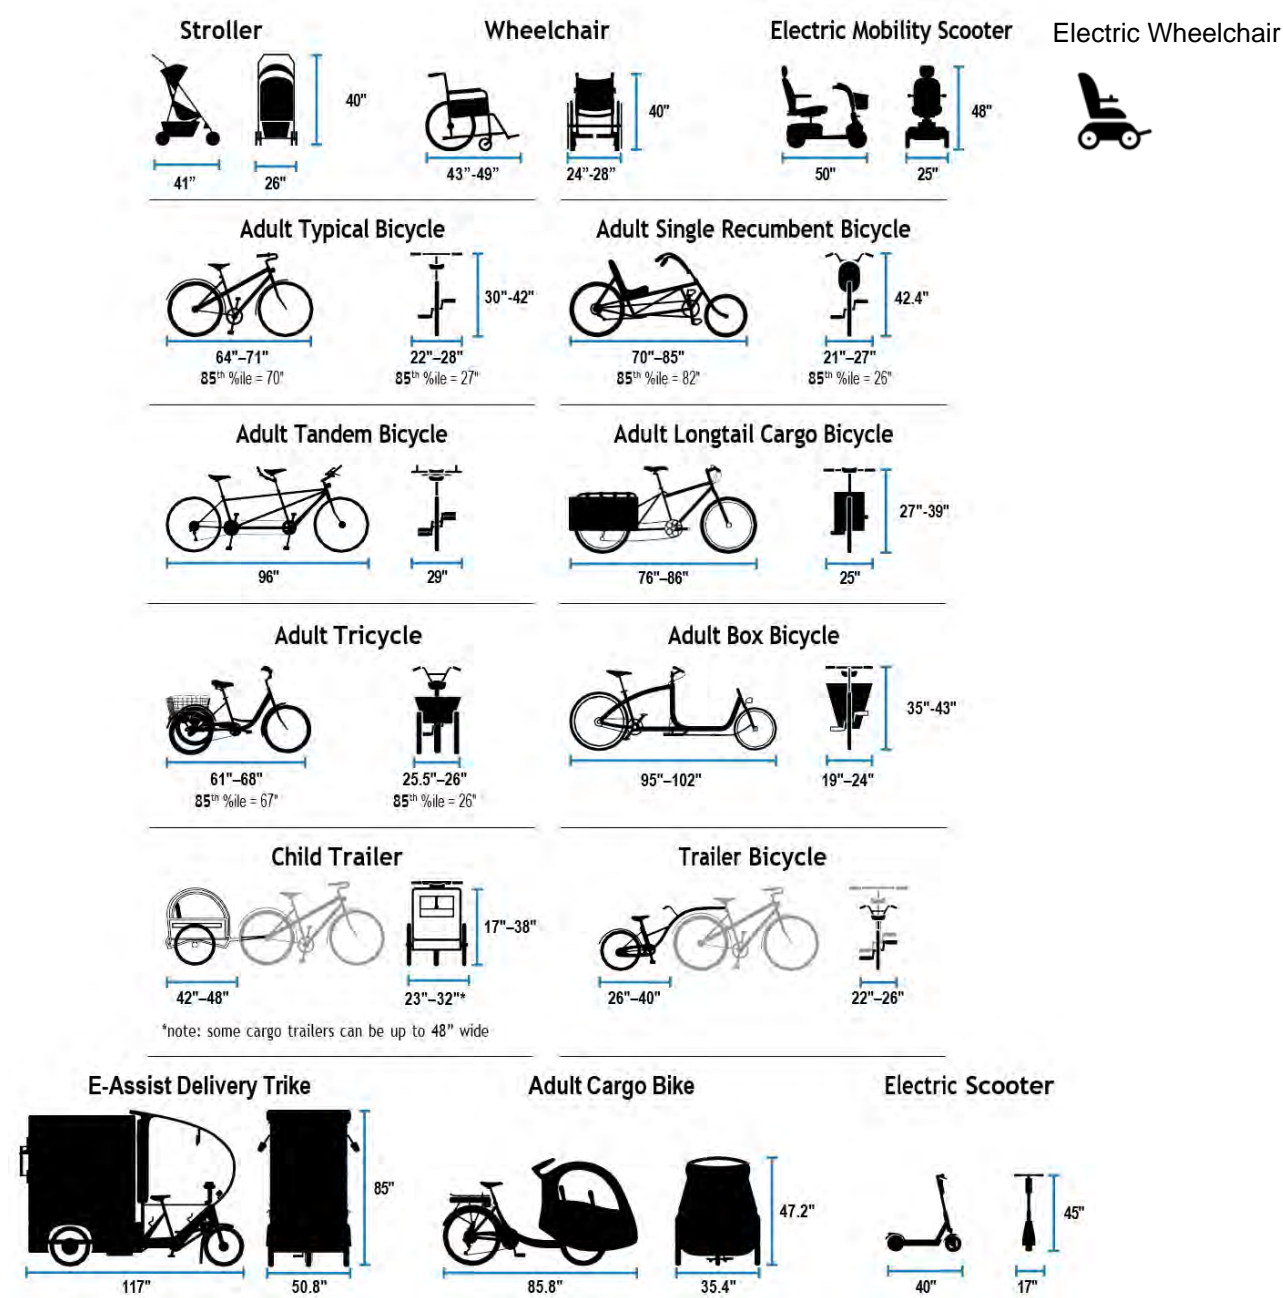 Stroller
Wheelchair
Electric Mobility Scooter
Electric Wheelchair
40"
40"
48"
41”
26"
43”-49”
24”-28”
50"
25"
Adult Typical Bicycle
Adult Single Recumbent Bicycle
30"-42"
42.4"
64"–71"
22"–28"
70"–85"
21"–27"
85th %ile = 70"
85th %ile = 27"
85th %ile = 82"
85th %ile = 26"
Adult Tandem Bicycle
Adult Longtail Cargo Bicycle
27"-39"
96"
29"
76"–86"
25"
Adult Tricycle
Adult Box Bicycle
35"-43"
61"–68"
25.5"–26"
95"–102"
19"–24"
85th %ile = 67"
85th %ile = 26"
Child Trailer
Trailer Bicycle
17"–38"
42"–48"
23"–32"*
26"–40"
22"–26"
*note: some cargo trailers can be up to 48” wide
E-Assist Delivery Trike
Adult Cargo Bike
Electric Scooter
85"
47.2"
45"
117"
50.8"
85.8"
35.4"
40"
17"